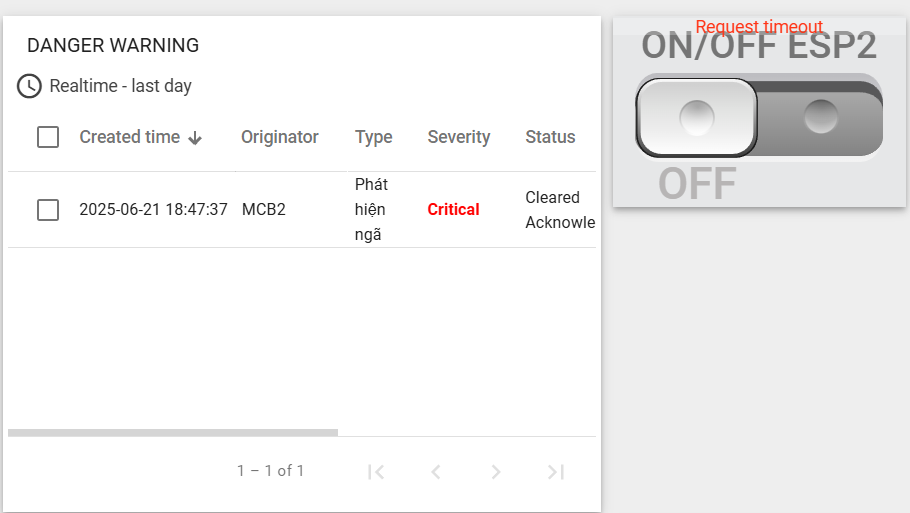 DANGER WARNING
Realtime - last day
Created time Originator Type Severity Status
2025-06-21 18:47:37 MCB2 Phát hiện ngã Critical Cleared Acknowle
1 – 1 of 1
Request timeout
ON/OFF ESP2
OFF